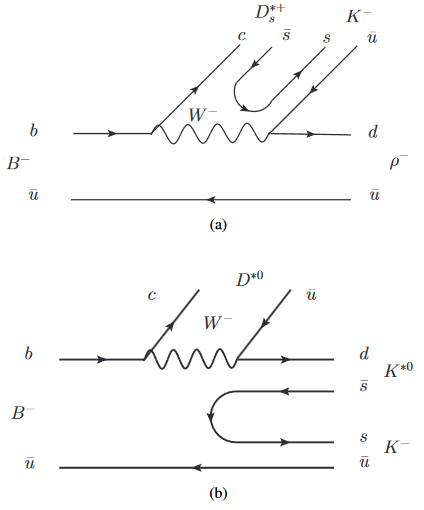 D_s^{*+} K^-
c s̄ s ū
W^-
b d
B^- ρ^-
ū ū
(a)
D^{*0}
c ū
W^-
b d
s̄ K^{*0}
B^-
s K^-
ū ū
(b)